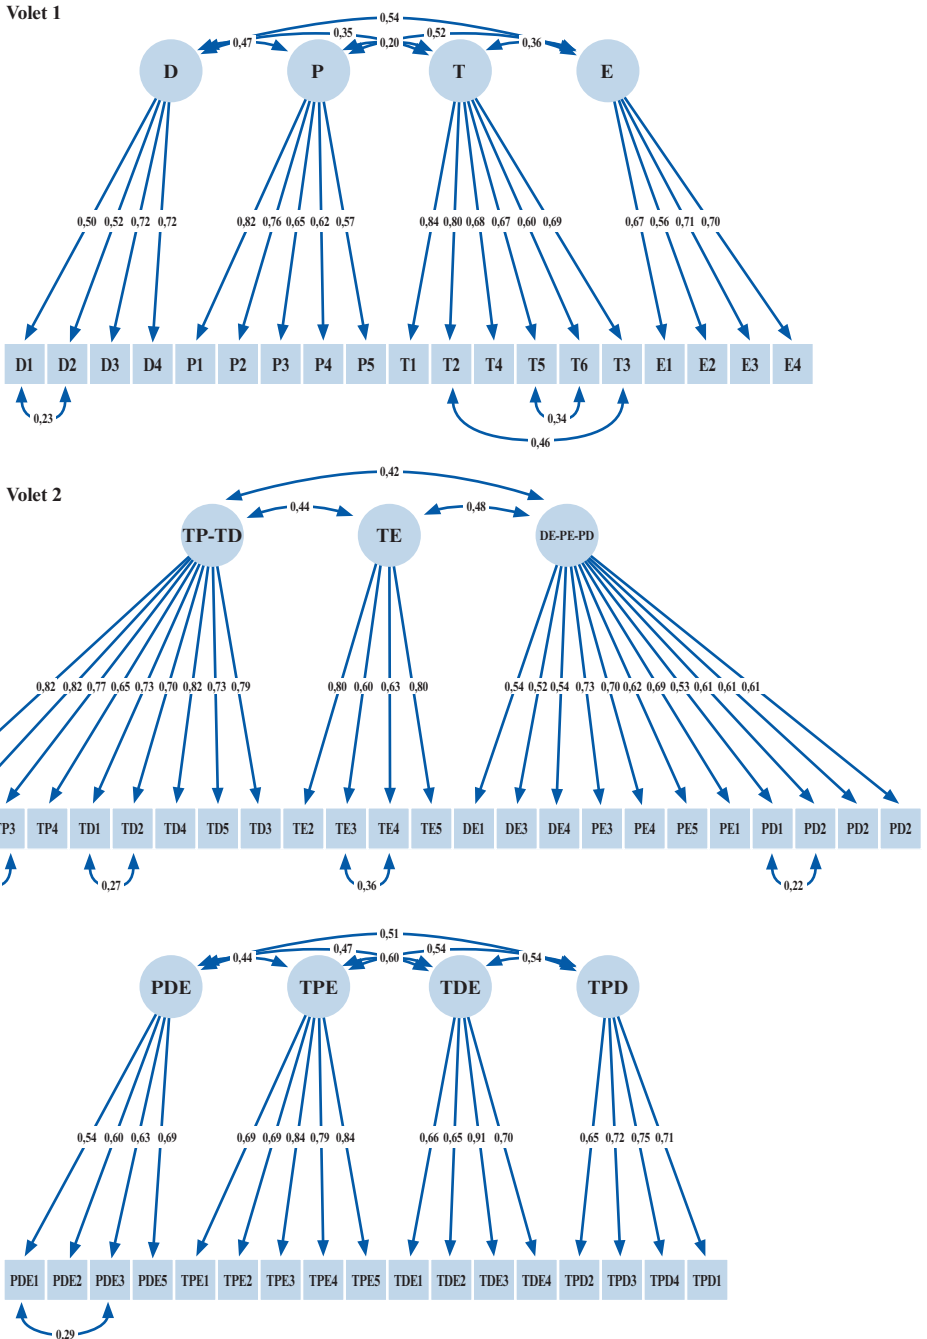 Volet 1
0,54
0,35 0,52
0,47 0,20 0,36
D P T E
0,50 0,52 0,72 0,72 0,82 0,76 0,65 0,62 0,57 0,84 0,80 0,68 0,67 0,60 0,69 0,67 0,56 0,71 0,70
D1 D2 D3 D4 P1 P2 P3 P4 P5 T1 T2 T4 T5 T6 T3 E1 E2 E3 E4
0,23 0,34
0,46
0,42
Volet 2
0,44 0,48
TP-TD TE DE-PE-PD
0,82 0,82 0,77 0,65 0,73 0,70 0,82 0,73 0,79 0,80 0,60 0,63 0,80 0,54 0,52 0,54 0,73 0,70 0,62 0,69 0,53 0,61 0,61 0,61
P3 TP4 TD1 TD2 TD4 TD5 TD3 TE2 TE3 TE4 TE5 DE1 DE3 DE4 PE3 PE4 PE5 PE1 PD1 PD2 PD2 PD2
0,27 0,36 0,22
0,51
0,47 0,54
0,44 0,60 0,54
PDE TPE TDE TPD
0,54 0,60 0,63 0,69 0,69 0,69 0,84 0,79 0,84 0,66 0,65 0,91 0,70 0,65 0,72 0,75 0,71
PDE1 PDE2 PDE3 PDE5 TPE1 TPE2 TPE3 TPE4 TPE5 TDE1 TDE2 TDE3 TDE4 TPD2 TPD3 TPD4 TPD1
0,29